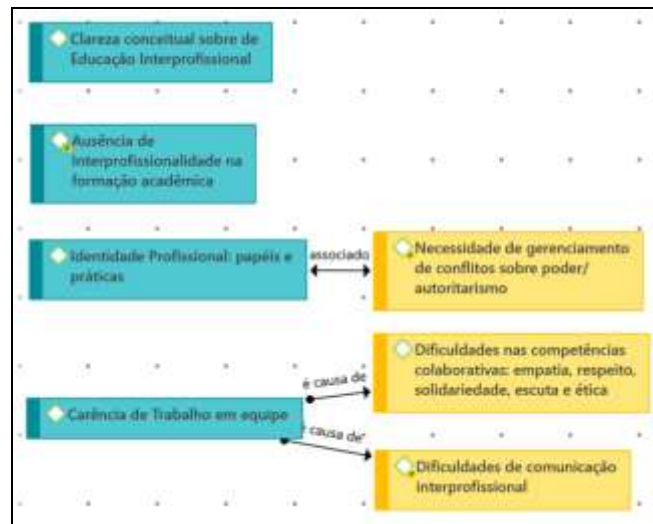 Clareza conceitual sobre de
Educação Interprofissional
Ausência de
Interprofissionalidade na
formação acadêmica
Identidade Profissional: papéis e
práticas
associado
Necessidade de gerenciamento
de conflitos sobre poder/
autoritarismo
Dificuldades nas competências
colaborativas: empatia, respeito,
solidariedade, escuta e ética
é causa de
Carência de Trabalho em equipe
causa de
Dificuldades de comunicação
interprofissional